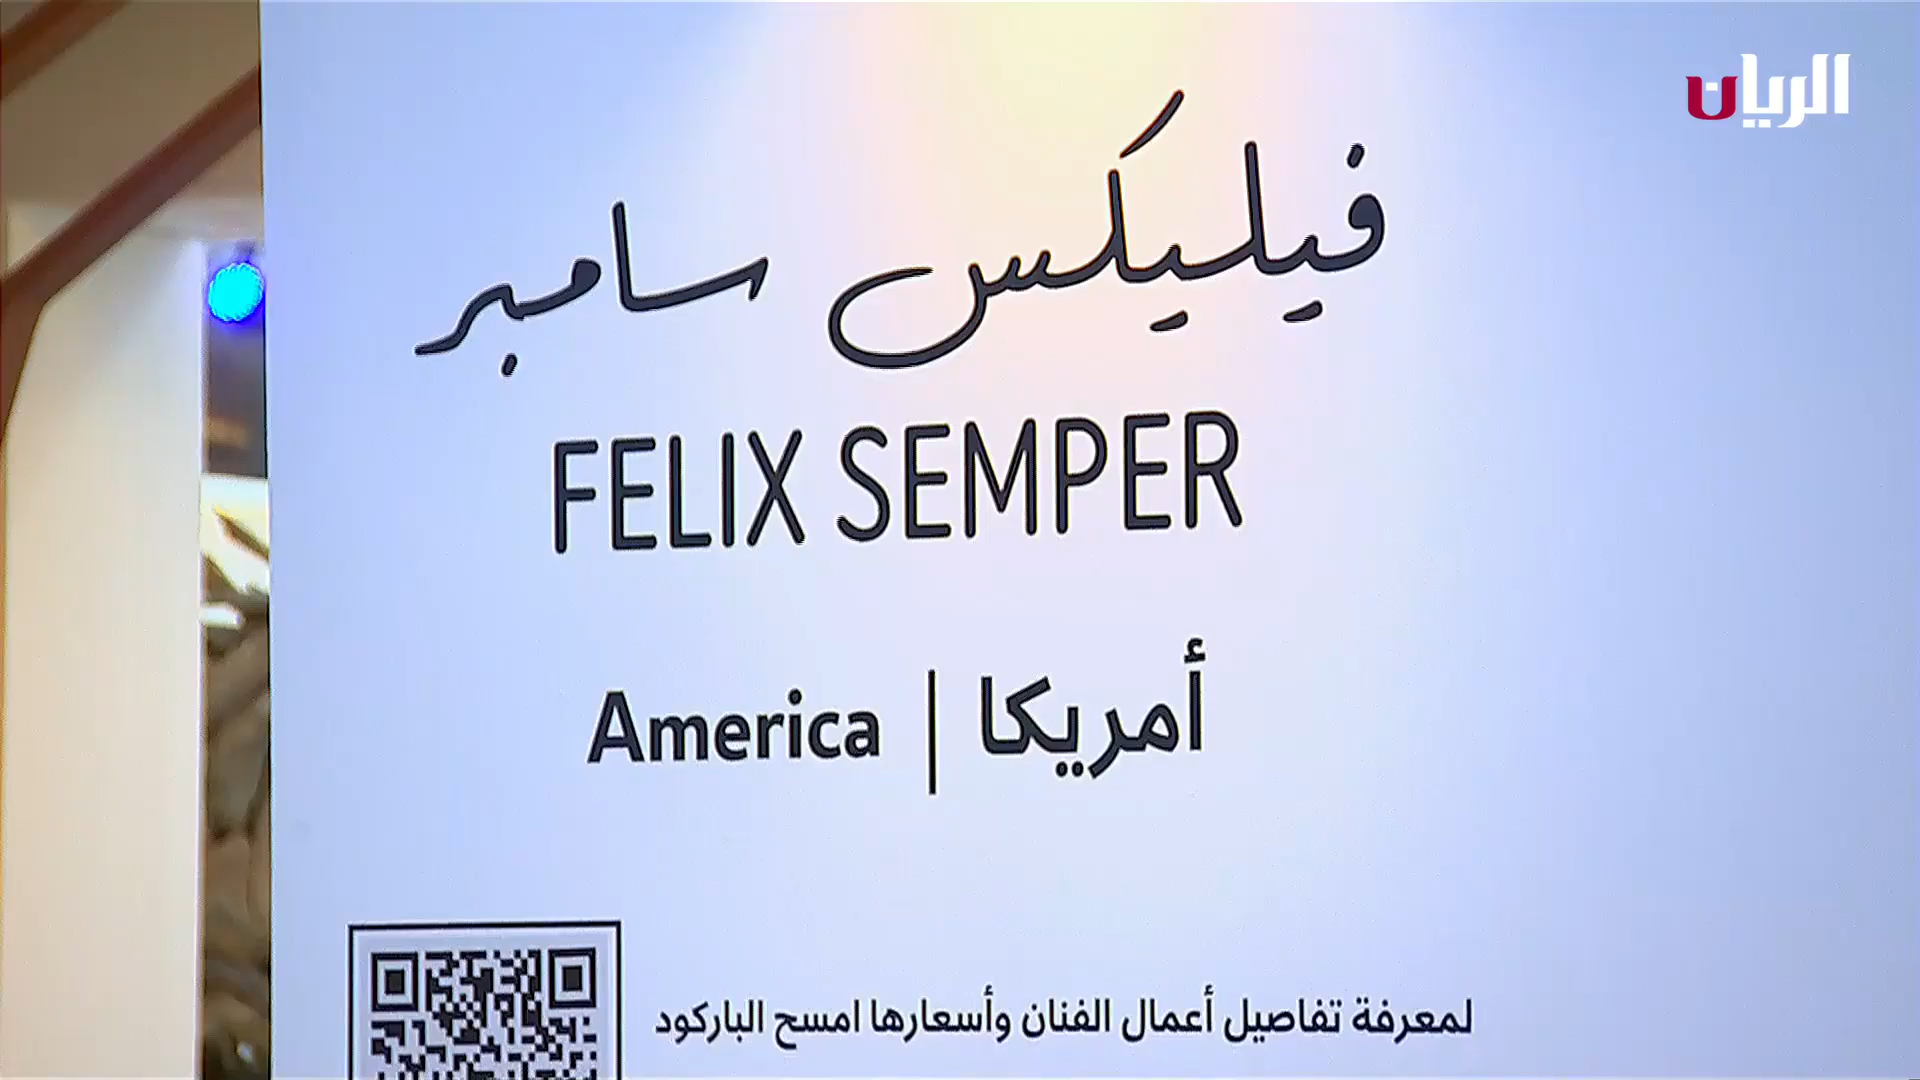 الريان
فيليكس سامبر
FELIX SEMPER
America | أمريكا
لمعرفة تفاصيل أعمال الفنان وأسعارها امسح الباركود